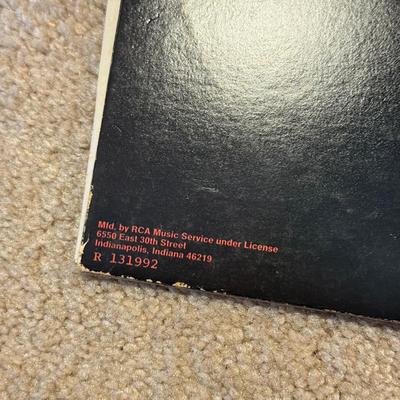 Mfd. by RCA Music Service under License
6550 East 30th Street
Indianapolis, Indiana 46219
R 131992